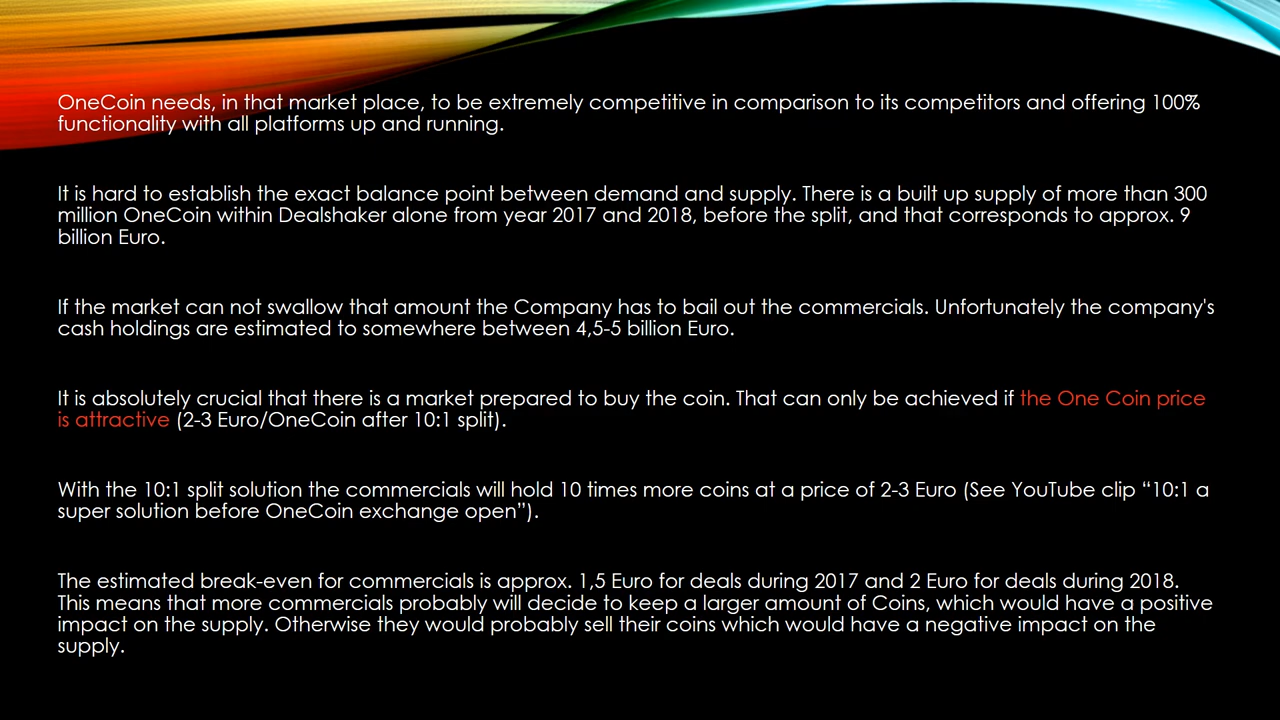 OneCoin needs, in that market place, to be extremely competitive in comparison to its competitors and offering 100%
functionality with all platforms up and running.
It is hard to establish the exact balance point between demand and supply. There is a built up supply of more than 300
million OneCoin within Dealshaker alone from year 2017 and 2018, before the split, and that corresponds to approx. 9
billion Euro.
If the market can not swallow that amount the Company has to bail out the commercials. Unfortunately the company's
cash holdings are estimated to somewhere between 4,5-5 billion Euro.
It is absolutely crucial that there is a market prepared to buy the coin. That can only be achieved if the One Coin price
is attractive (2-3 Euro/OneCoin after 10:1 split).
With the 10:1 split solution the commercials will hold 10 times more coins at a price of 2-3 Euro (See YouTube clip “10:1 a
super solution before OneCoin exchange open”).
The estimated break-even for commercials is approx. 1,5 Euro for deals during 2017 and 2 Euro for deals during 2018.
This means that more commercials probably will decide to keep a larger amount of Coins, which would have a positive
impact on the supply. Otherwise they would probably sell their coins which would have a negative impact on the
supply.